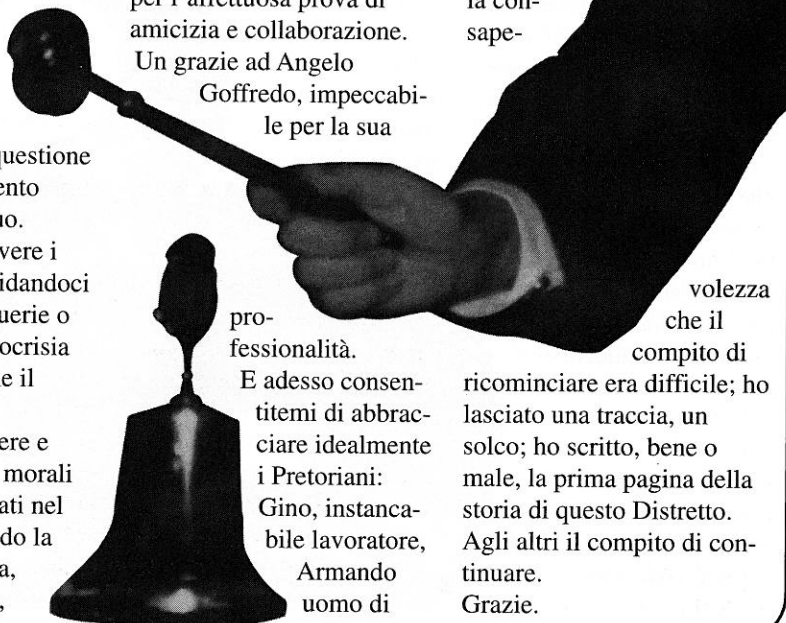 questione
ento
uo.
vere i
idandoci
uerie o
ocrisia
e il
ere e
morali
ati nel
do la
a,
,
per l'affettuosa prova di
amicizia e collaborazione.
Un grazie ad Angelo
Goffredo, impeccabi-
le per la sua
pro-
fessionalità.
E adesso consen-
titemi di abbrac-
ciare idealmente
i Pretoriani:
Gino, instanca-
bile lavoratore,
Armando
uomo di
la con-
sape-
volezza
che il
compito di
ricominciare era difficile; ho
lasciato una traccia, un
solco; ho scritto, bene o
male, la prima pagina della
storia di questo Distretto.
Agli altri il compito di con-
tinuare.
Grazie.